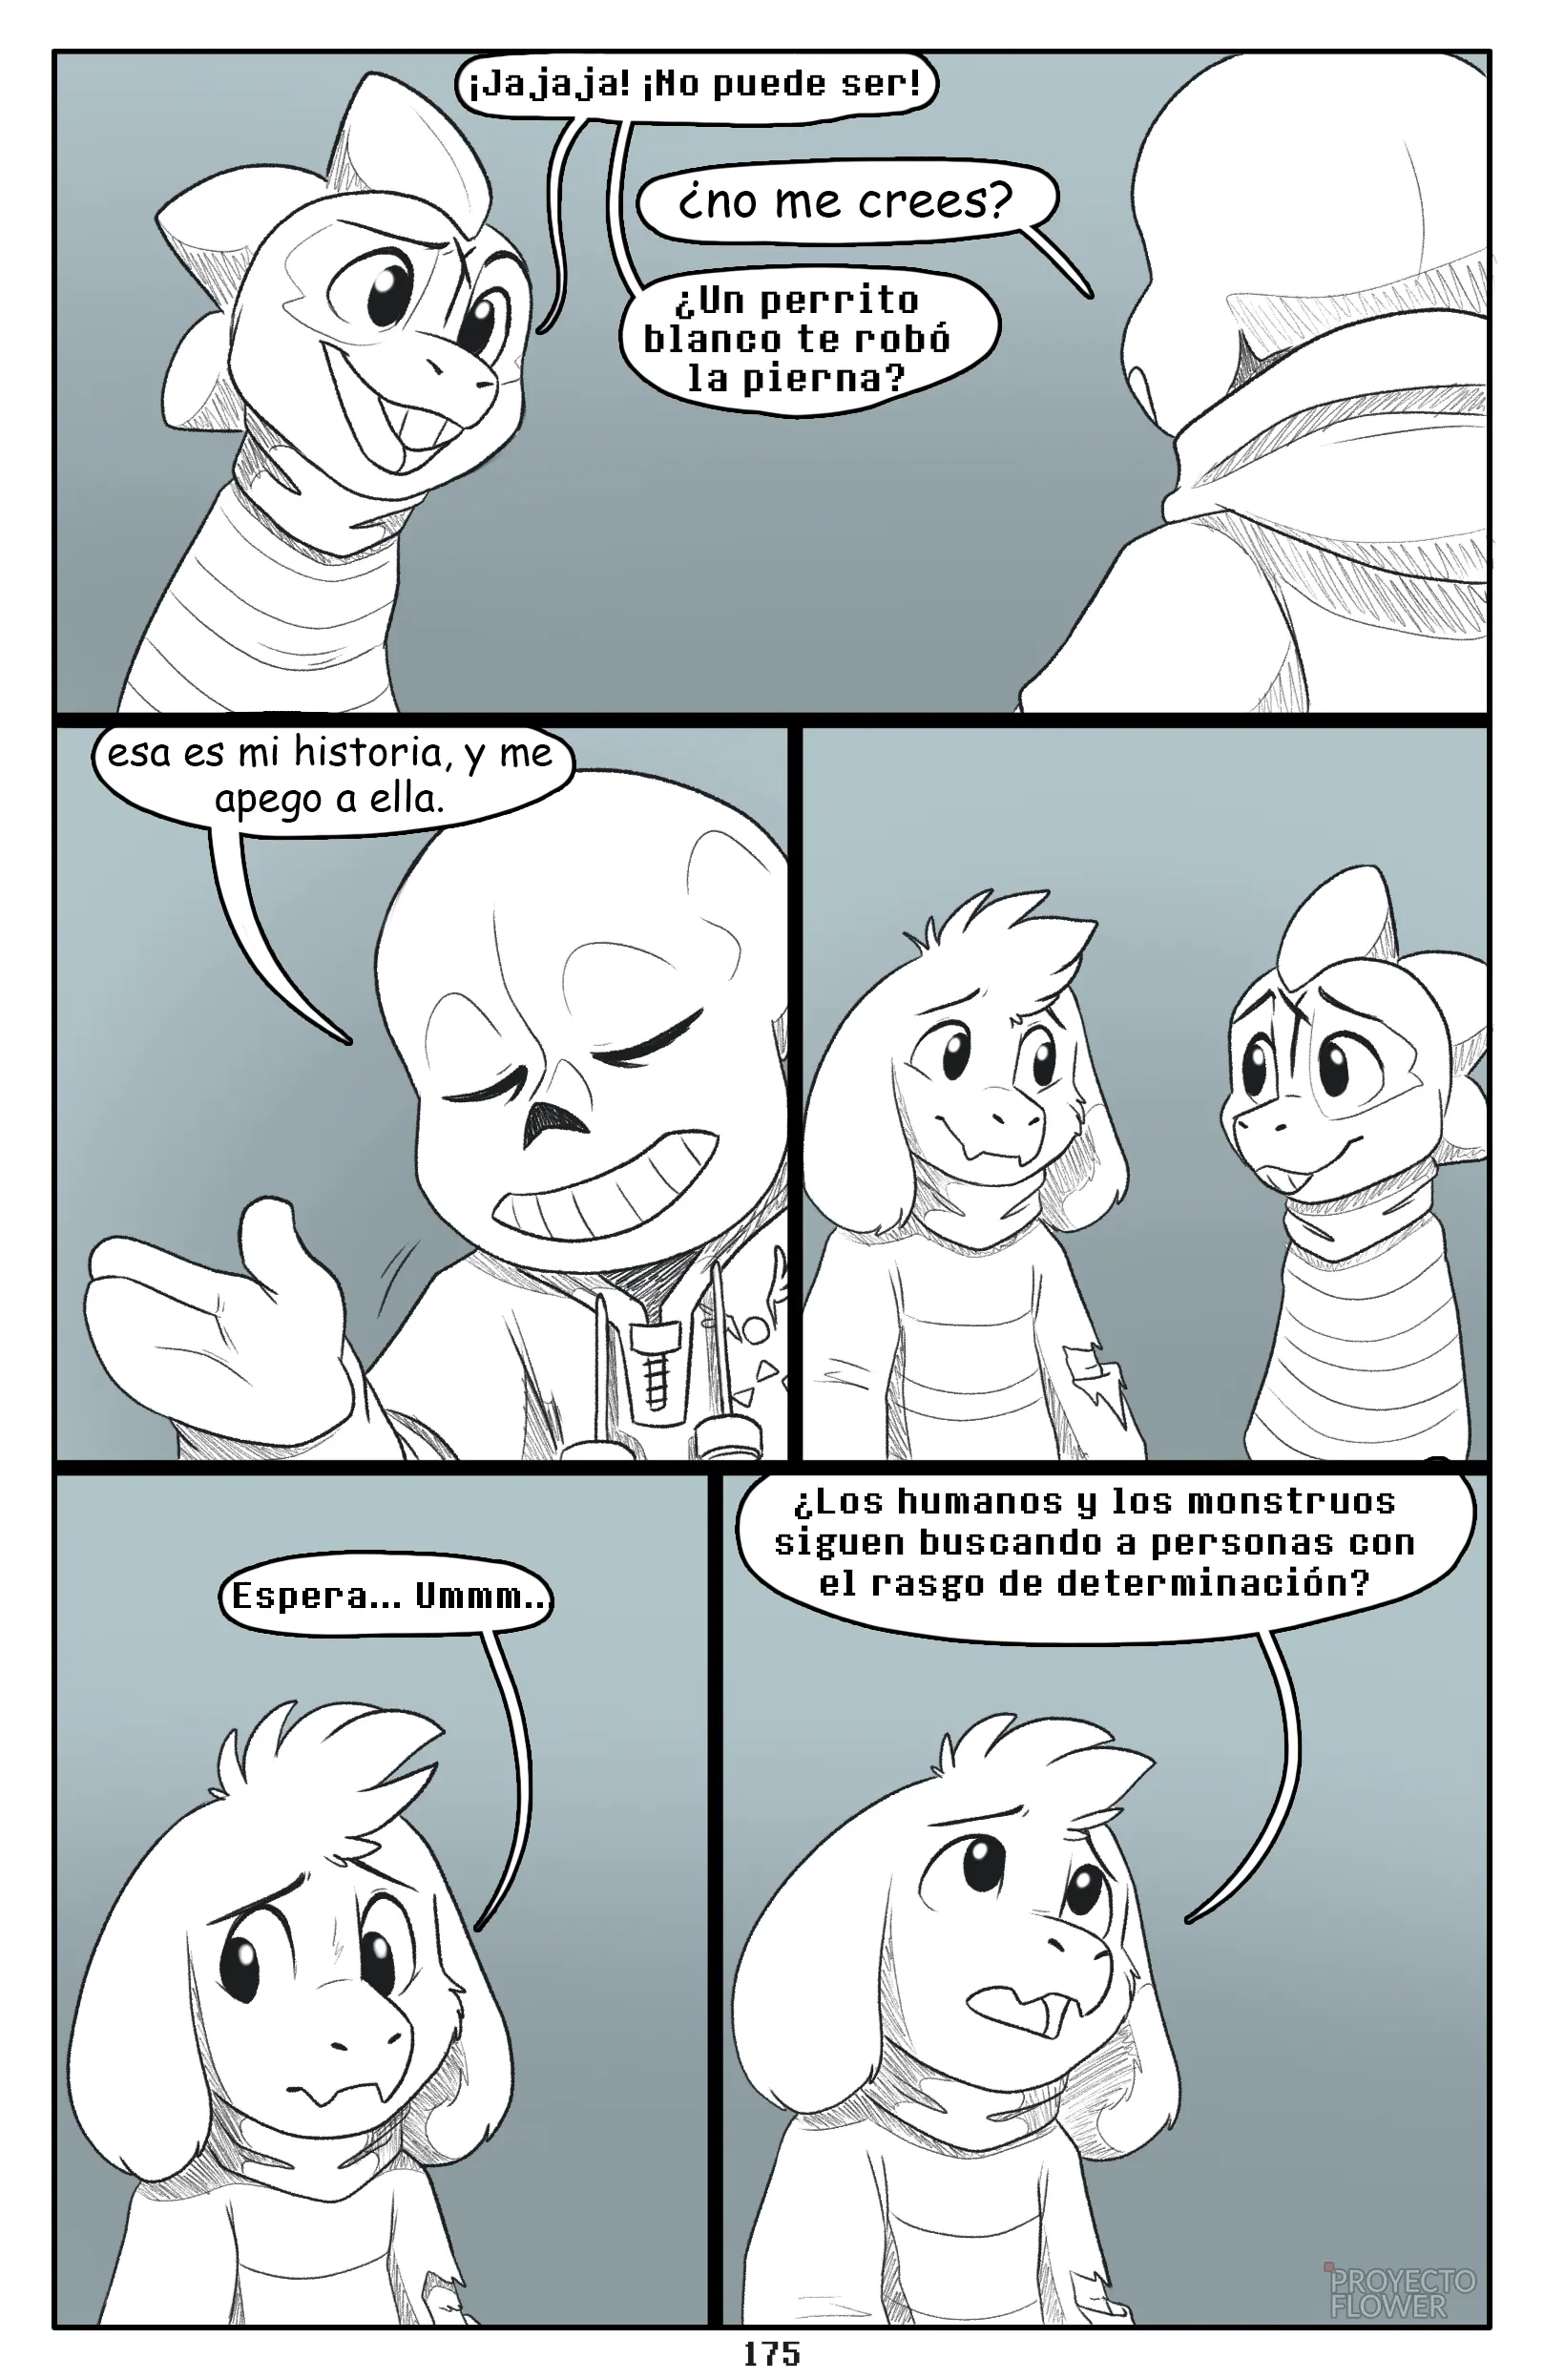 ¡Jajaja! ¡No puede ser!
¿no me crees?
¿Un perrito
blanco te robó
la pierna?
esa es mi historia, y me
apego a ella.
Espera... Ummm...
¿Los humanos y los monstruos
siguen buscando a personas con
el rasgo de determinación?
PROYECTO
FLOWER
175